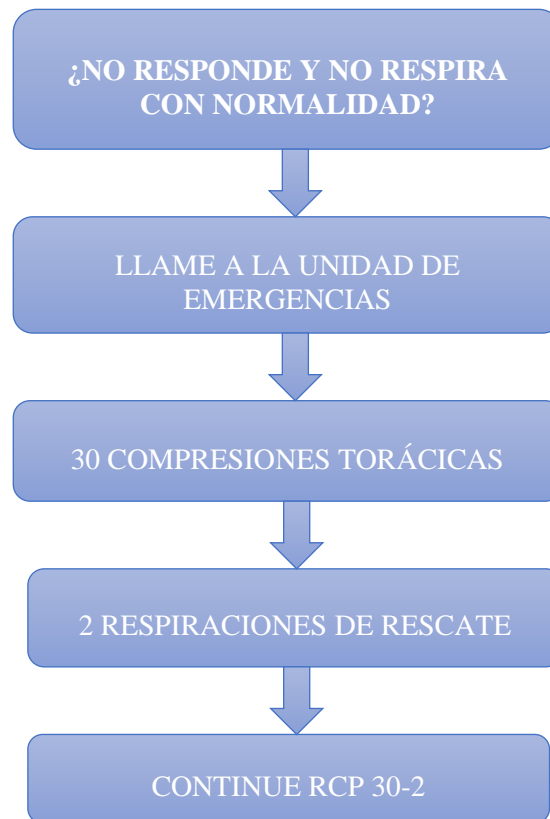 ¿NO RESPONDE Y NO RESPIRA
CON NORMALIDAD?
LLAME A LA UNIDAD DE
EMERGENCIAS
30 COMPRESIONES TORÁCICAS
2 RESPIRACIONES DE RESCATE
CONTINUE RCP 30-2